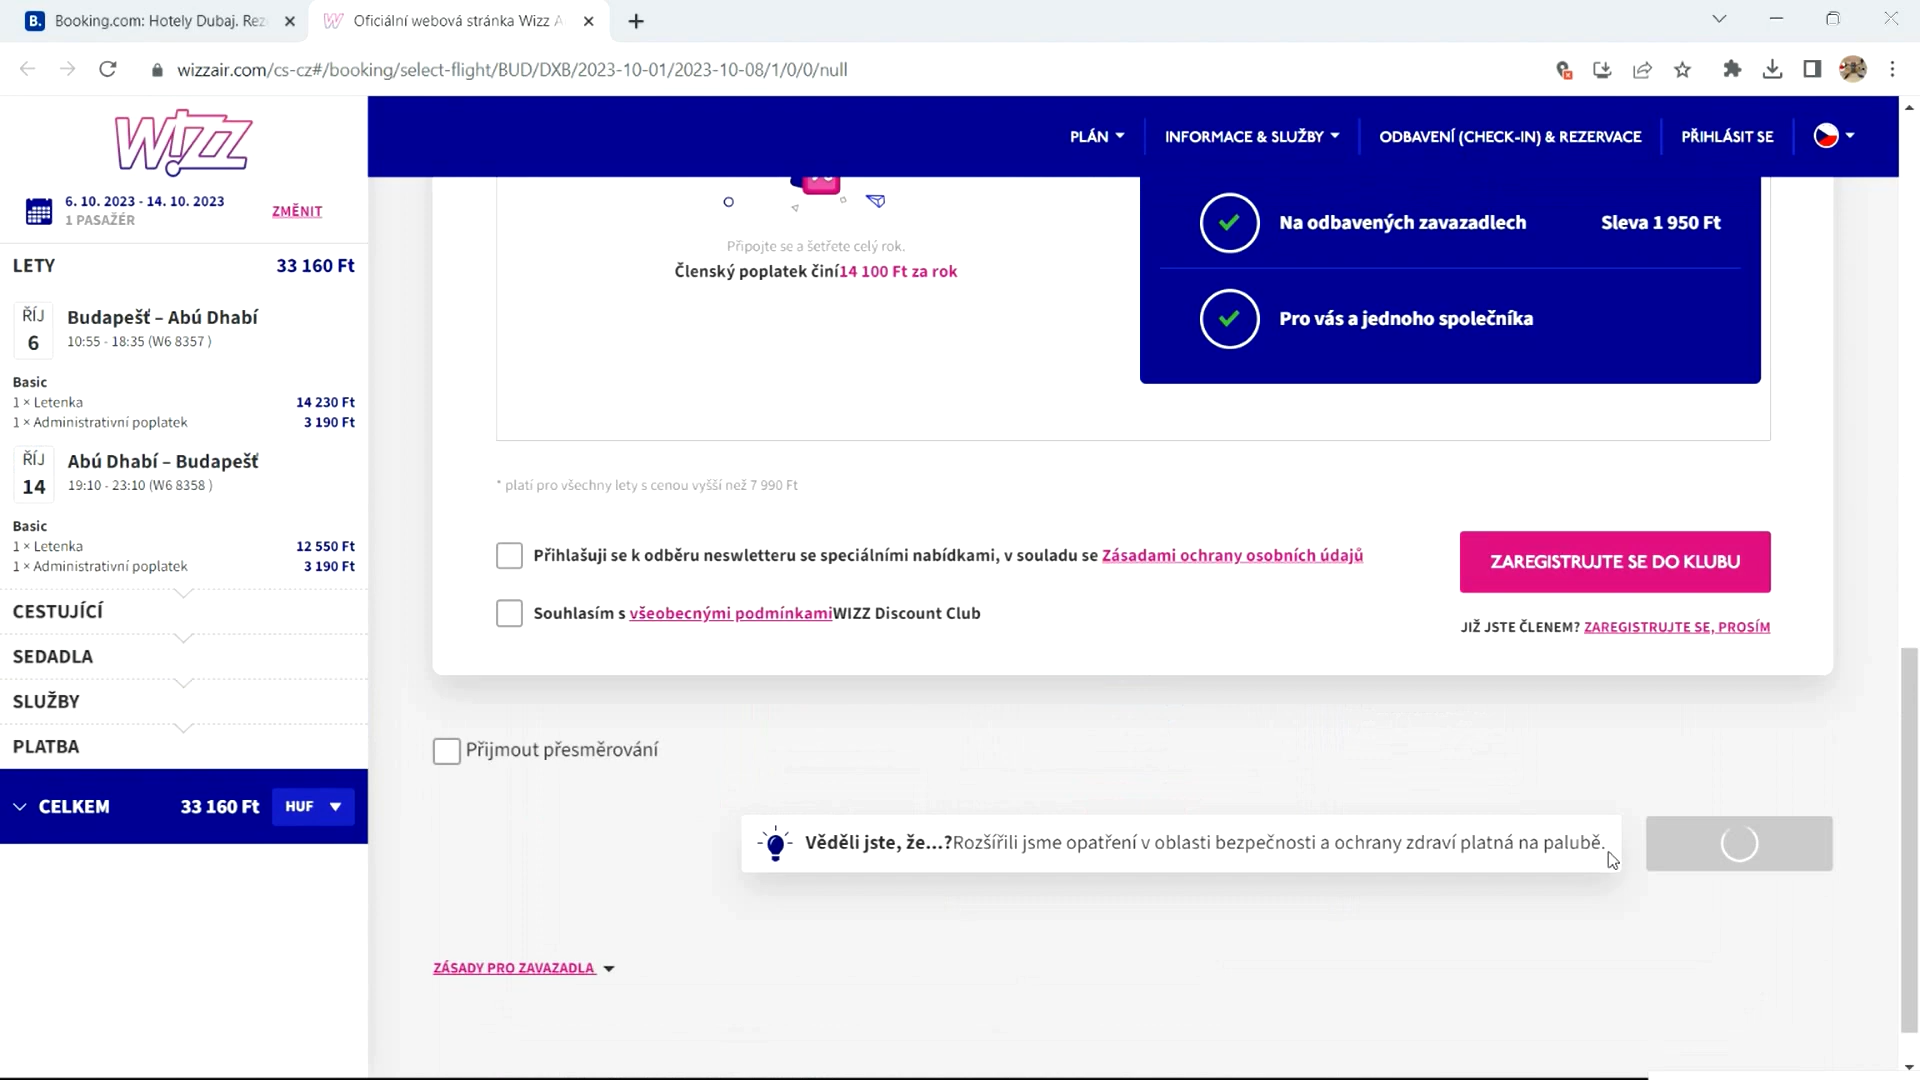 Booking.com: Hotely Dubaj. Rez
Oficiální webová stránka Wizz A
wizzair.com/cs-cz#/booking/select-flight/BUD/DXB/2023-10-01/2023-10-08/1/0/0/null
WIZZ
6. 10. 2023 - 14. 10. 2023
1 PASAŽÉR
ZMĚNIT
LETY 33 160 Ft
ŘÍJ
6
Budapešť – Abú Dhabí
10:55 - 18:35 (W6 8357 )
Basic
1 × Letenka 14 230 Ft
1 × Administrativní poplatek 3 190 Ft
ŘÍJ
14
Abú Dhabí – Budapešť
19:10 - 23:10 (W6 8358 )
Basic
1 × Letenka 12 550 Ft
1 × Administrativní poplatek 3 190 Ft
CESTUJÍCÍ
SEDADLA
SLUŽBY
PLATBA
CELKEM 33 160 Ft HUF
PLÁN INFORMACE & SLUŽBY ODBAVENÍ (CHECK-IN) & REZERVACE PŘIHLÁSIT SE
Připojte se a šetřete celý rok.
Členský poplatek činí14 100 Ft za rok
Na odbavených zavazadlech Sleva 1 950 Ft
Pro vás a jednoho společníka
* platí pro všechny lety s cenou vyšší než 7 990 Ft
Přihlašuji se k odběru neswletteru se speciálními nabídkami, v souladu se Zásadami ochrany osobních údajů
Souhlasím s všeobecnými podmínkamiWIZZ Discount Club
ZAREGISTRUJTE SE DO KLUBU
JIŽ JSTE ČLENEM? ZAREGISTRUJTE SE, PROSÍM
Přijmout přesměrování
Věděli jste, že...?Rozšířili jsme opatření v oblasti bezpečnosti a ochrany zdraví platná na palubě.
ZÁSADY PRO ZAVAZADLA